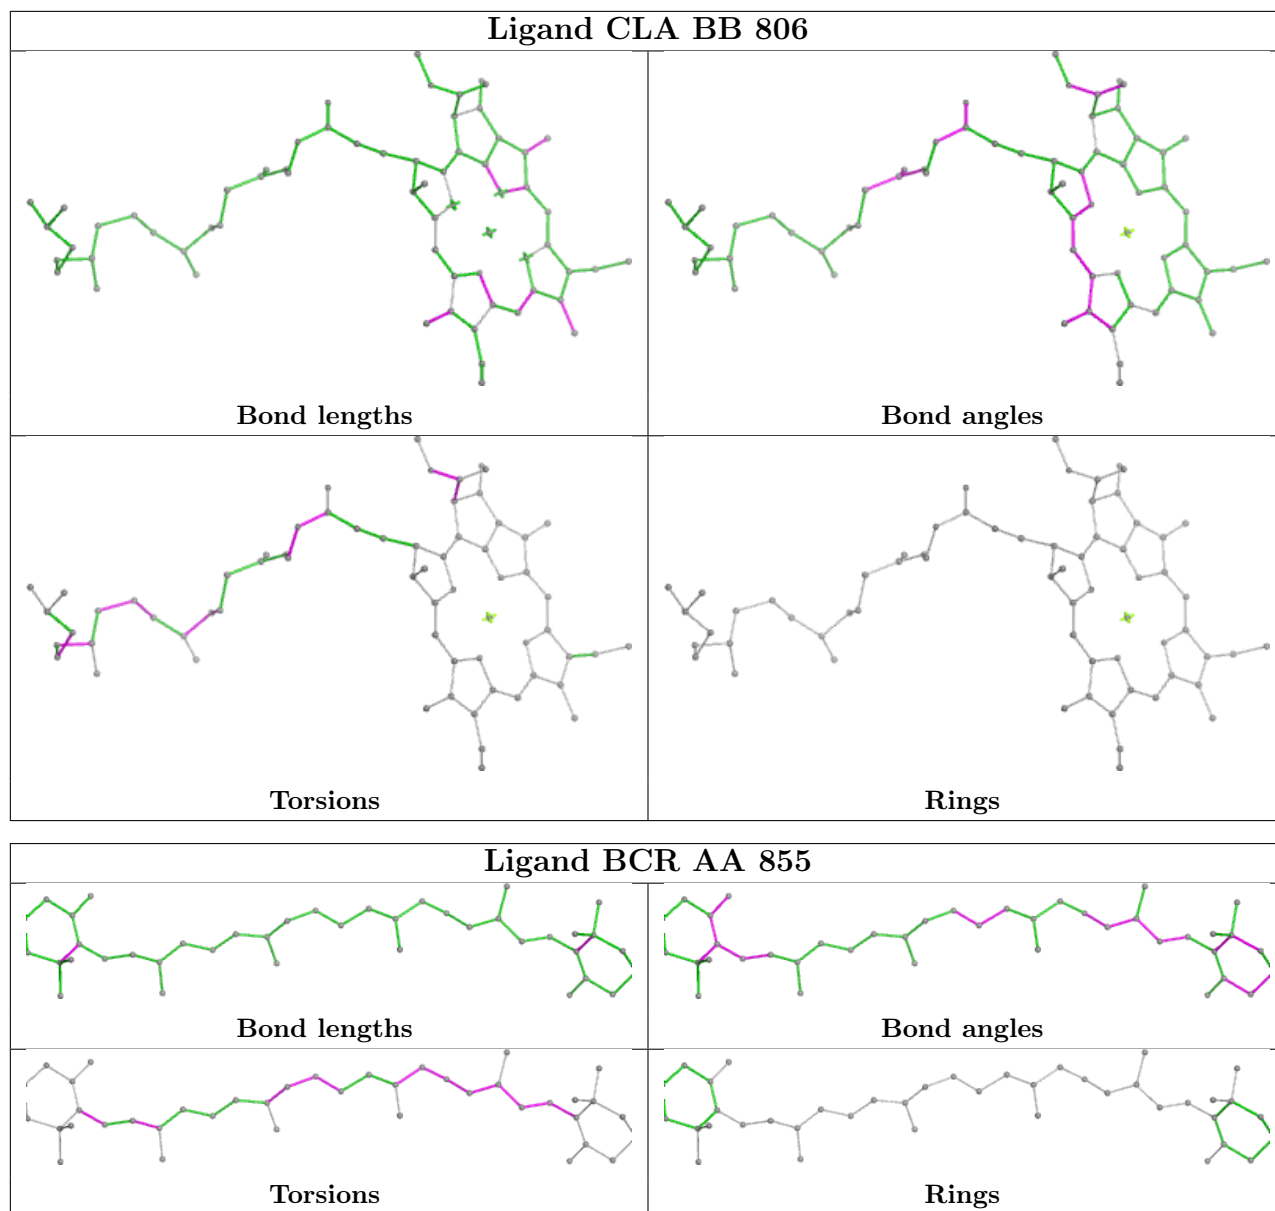 Ligand CLA BB 806
Bond lengths
Bond angles
Torsions
Rings
Ligand BCR AA 855
Bond lengths
Bond angles
Torsions
Rings